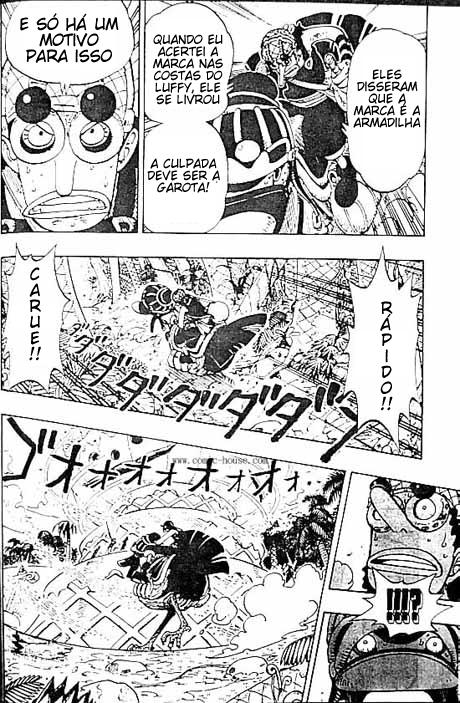 ELES
DISSERAM
QUE A
MARCA É A
ARMADILHA
QUANDO EU
ACERTEI A
MARCA NAS
COSTAS DO
LUFFY, ELE
SE LIVROU
A CULPADA
DEVE SER A
GAROTA!
E SÓ HÁ UM
MOTIVO
PARA ISSO
RÁPIDO!!
CARUE!!
ダダダダダダダ
!!!?
ゴオオオオオオオ...
www.comic-house.com